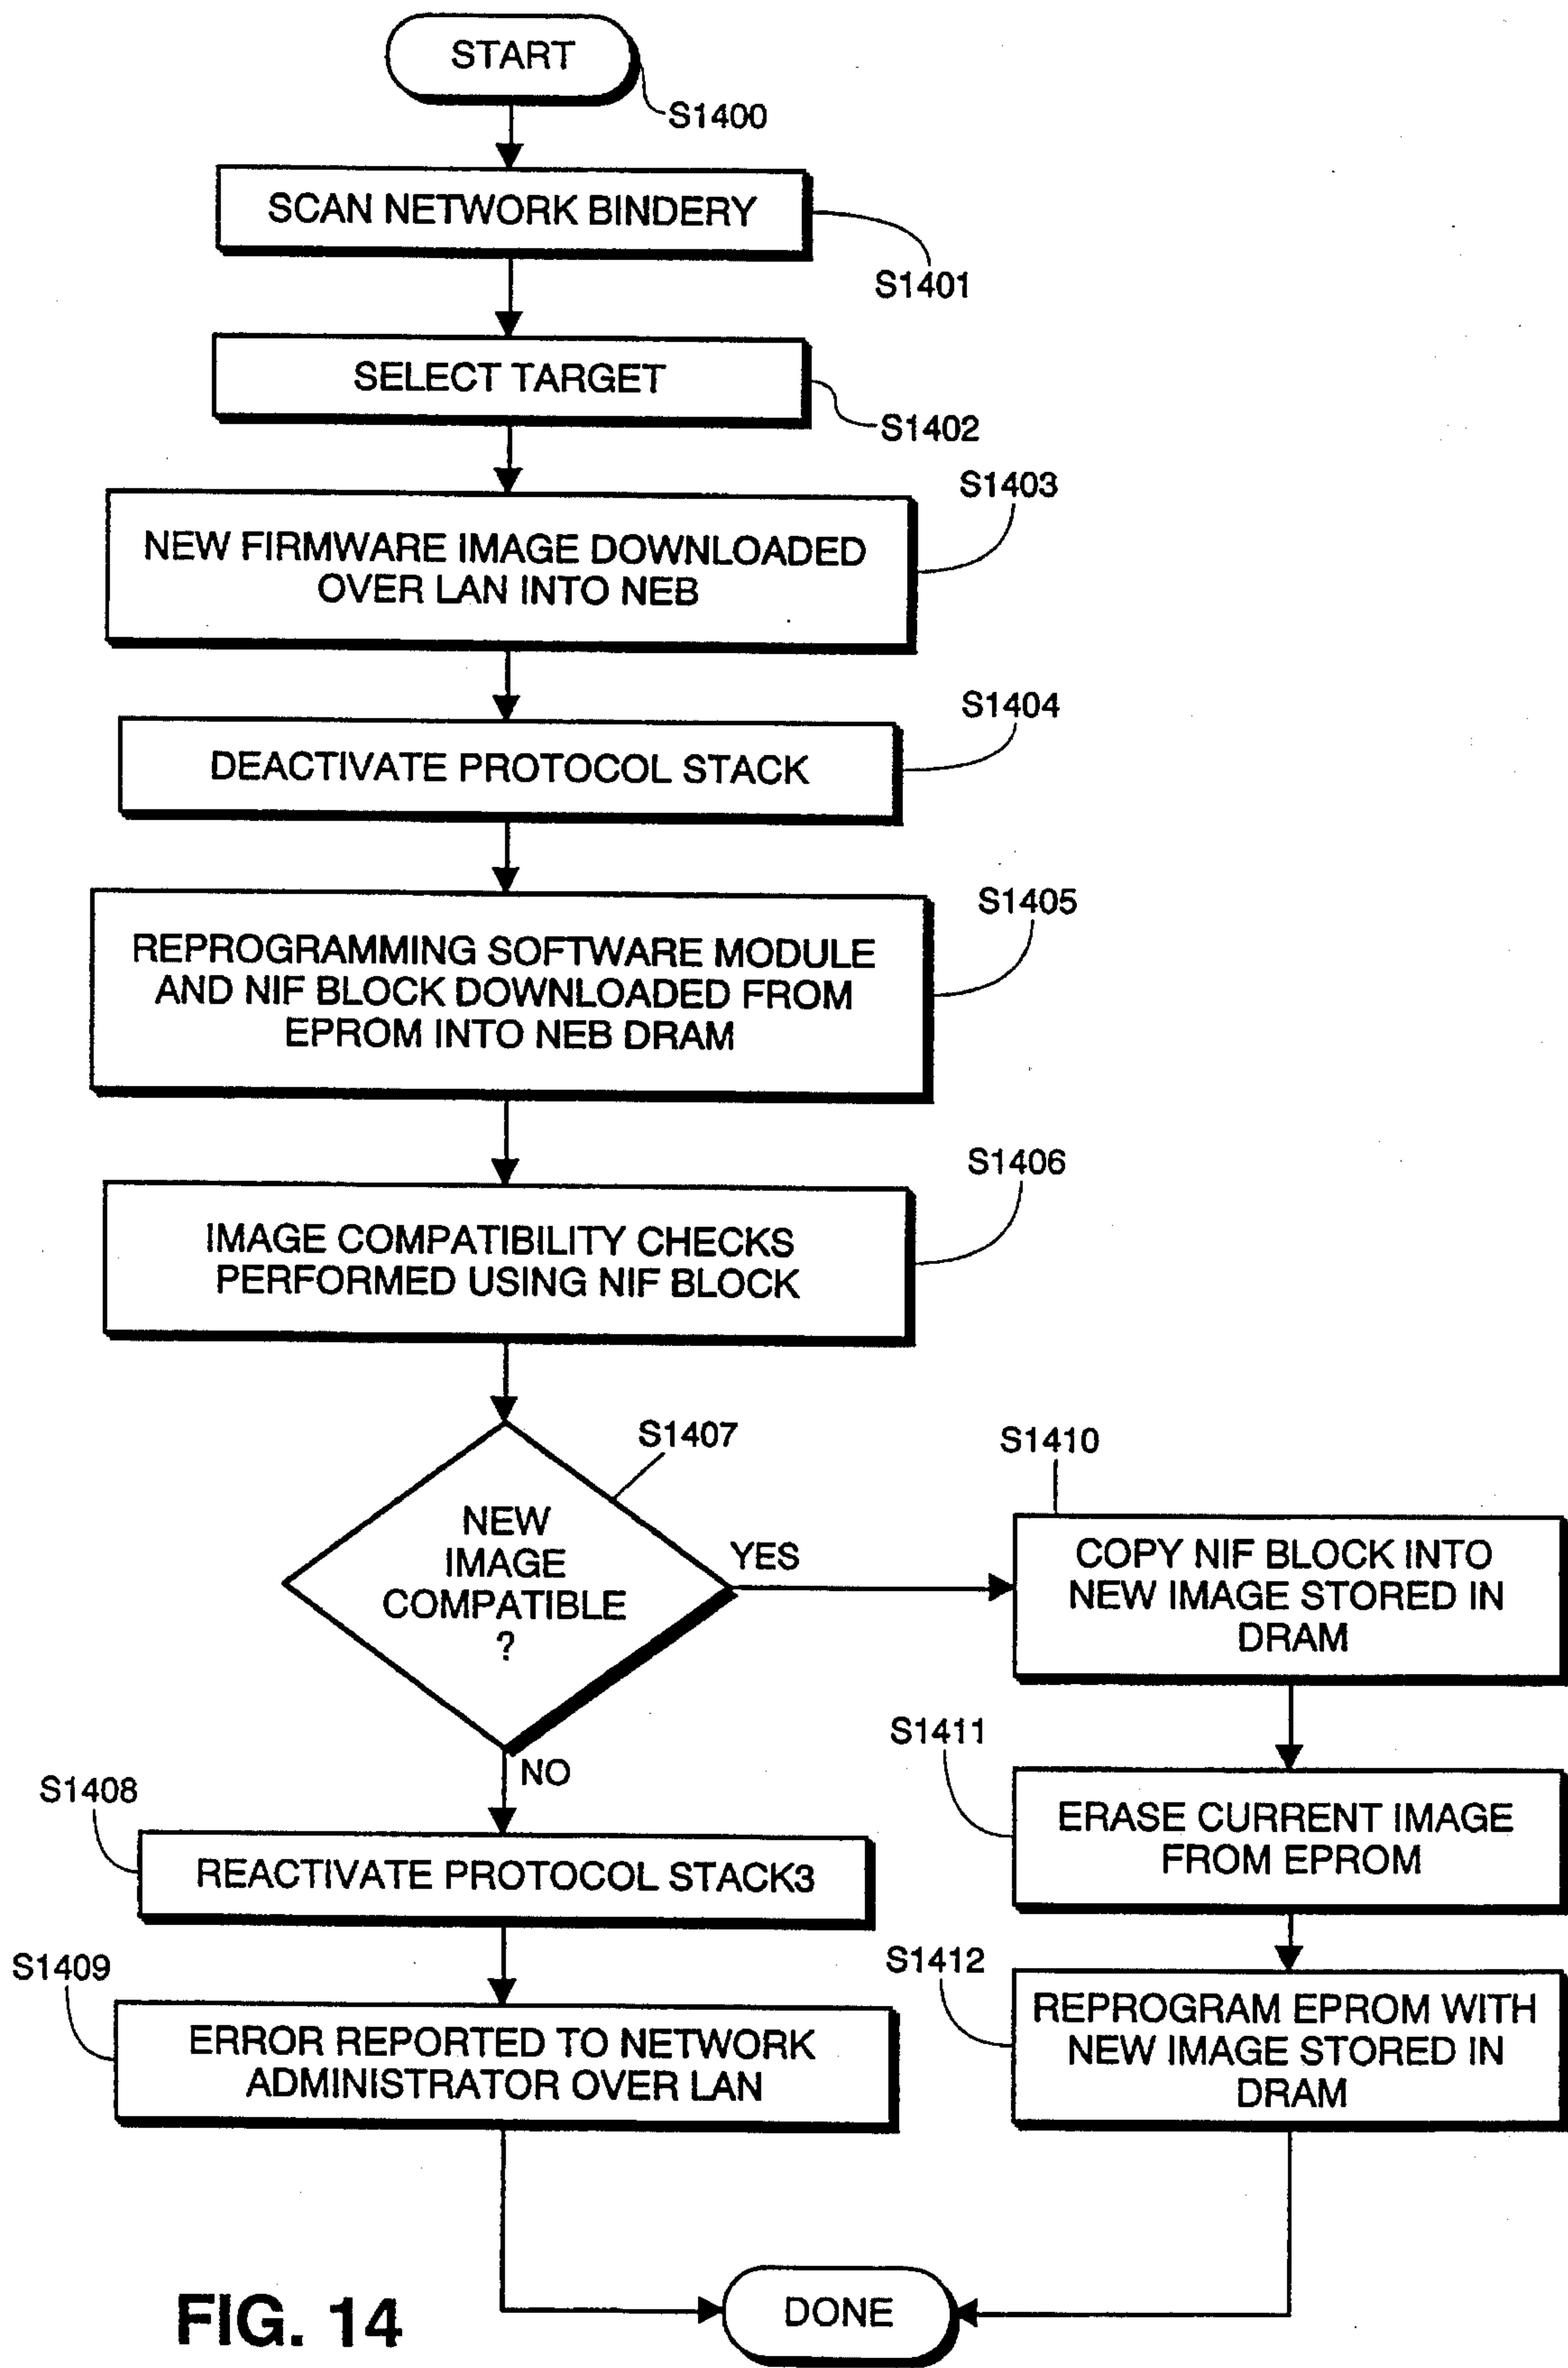 START
S1400
SCAN NETWORK BINDERY
S1401
SELECT TARGET
S1402
S1403
NEW FIRMWARE IMAGE DOWNLOADED
OVER LAN INTO NEB
S1404
DEACTIVATE PROTOCOL STACK
S1405
REPROGRAMMING SOFTWARE MODULE
AND NIF BLOCK DOWNLOADED FROM
EPROM INTO NEB DRAM
S1406
IMAGE COMPATIBILITY CHECKS
PERFORMED USING NIF BLOCK
S1407
NEW
IMAGE
COMPATIBLE
?
YES
NO
S1410
COPY NIF BLOCK INTO
NEW IMAGE STORED IN
DRAM
S1411
ERASE CURRENT IMAGE
FROM EPROM
S1408
REACTIVATE PROTOCOL STACK3
S1412
REPROGRAM EPROM WITH
NEW IMAGE STORED IN
DRAM
S1409
ERROR REPORTED TO NETWORK
ADMINISTRATOR OVER LAN
DONE
FIG. 14